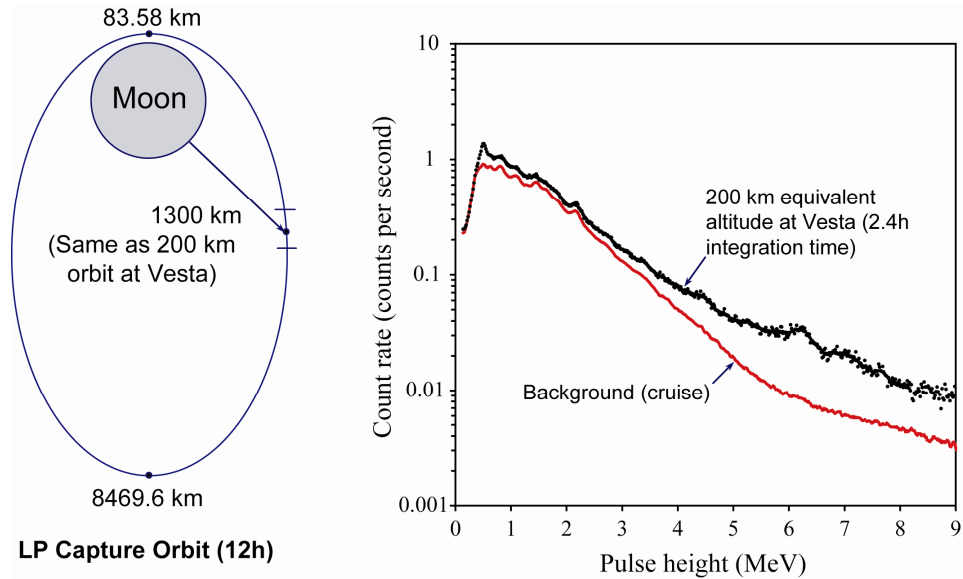 83.58 km
Moon
1300 km
(Same as 200 km
orbit at Vesta)
8469.6 km
LP Capture Orbit (12h)
Count rate (counts per second)
10
1
0.1
0.01
0.001
200 km equivalent
altitude at Vesta (2.4h
integration time)
Background (cruise)
0 1 2 3 4 5 6 7 8 9
Pulse height (MeV)